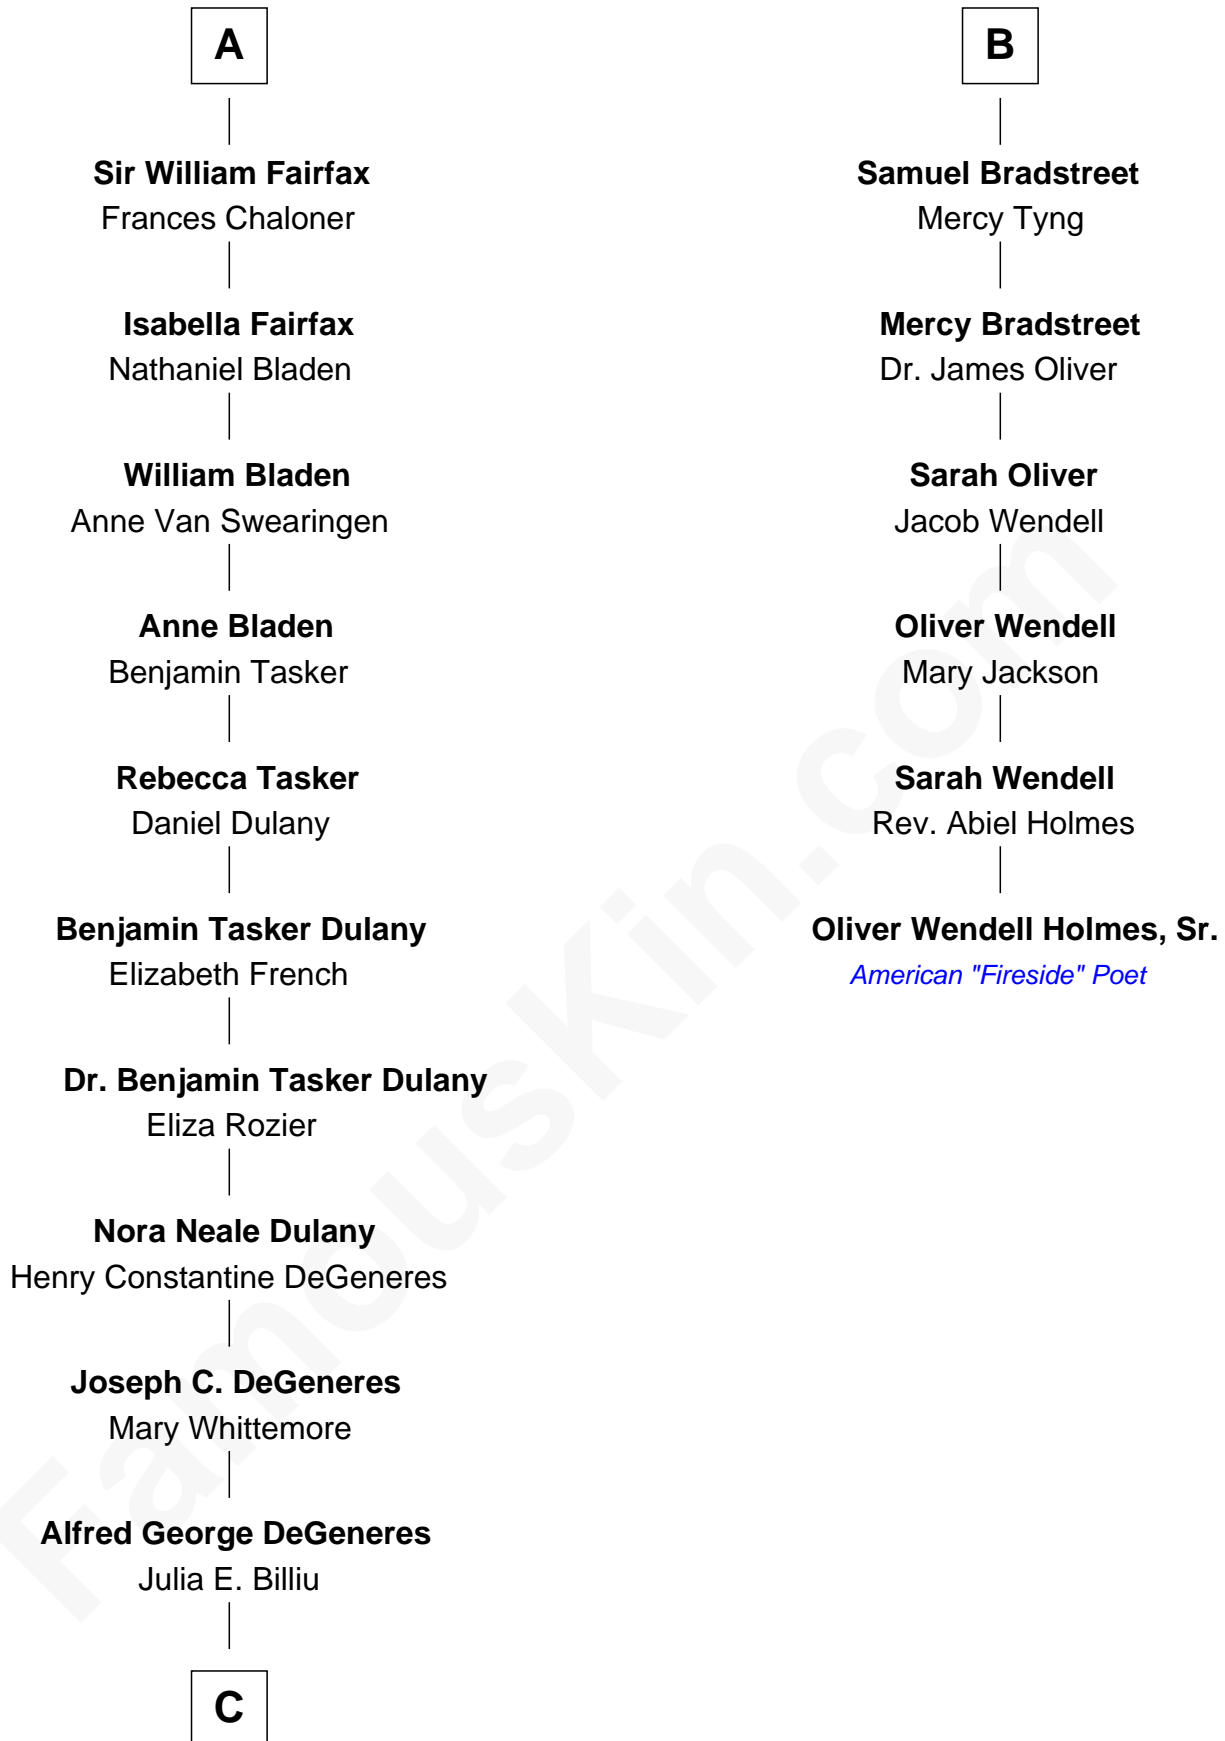 A
Sir William Fairfax
Frances Chaloner
Isabella Fairfax
Nathaniel Bladen
William Bladen
Anne Van Swearingen
Anne Bladen
Benjamin Tasker
Rebecca Tasker
Daniel Dulany
Benjamin Tasker Dulany
Elizabeth French
Dr. Benjamin Tasker Dulany
Eliza Rozier
Nora Neale Dulany
Henry Constantine DeGeneres
Joseph C. DeGeneres
Mary Whittemore
Alfred George DeGeneres
Julia E. Billiu
C
B
Samuel Bradstreet
Mercy Tyng
Mercy Bradstreet
Dr. James Oliver
Sarah Oliver
Jacob Wendell
Oliver Wendell
Mary Jackson
Sarah Wendell
Rev. Abiel Holmes
Oliver Wendell Holmes, Sr.
American "Fireside" Poet
FamousKin.com